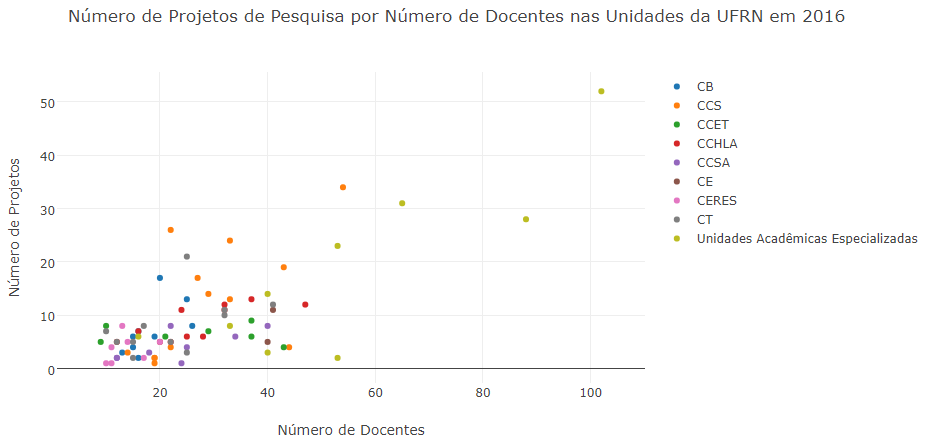 Número de Projetos de Pesquisa por Número de Docentes nas Unidades da UFRN em 2016
Número de Projetos
50
40
30
20
10
0
20
40
60
80
100
Número de Docentes
CB
CCS
CCET
CCHLA
CCSA
CE
CERES
CT
Unidades Acadêmicas Especializadas